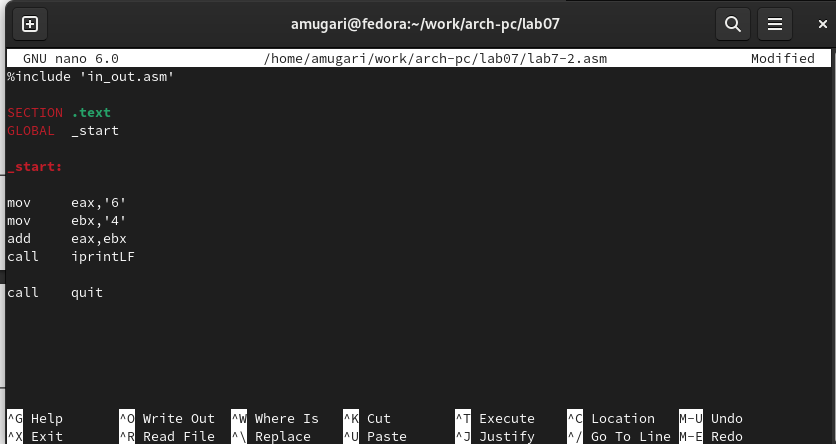 amugari@fedora:~/work/arch-pc/lab07
GNU nano 6.0 /home/amugari/work/arch-pc/lab07/lab7-2.asm Modified
%include 'in_out.asm'
SECTION .text
GLOBAL _start
_start:
mov eax,'6'
mov ebx,'4'
add eax,ebx
call iprintLF
call quit
^G Help ^O Write Out ^W Where Is ^K Cut ^T Execute ^C Location M-U Undo
^X Exit ^R Read File ^\ Replace ^U Paste ^J Justify ^/ Go To Line M-E Redo